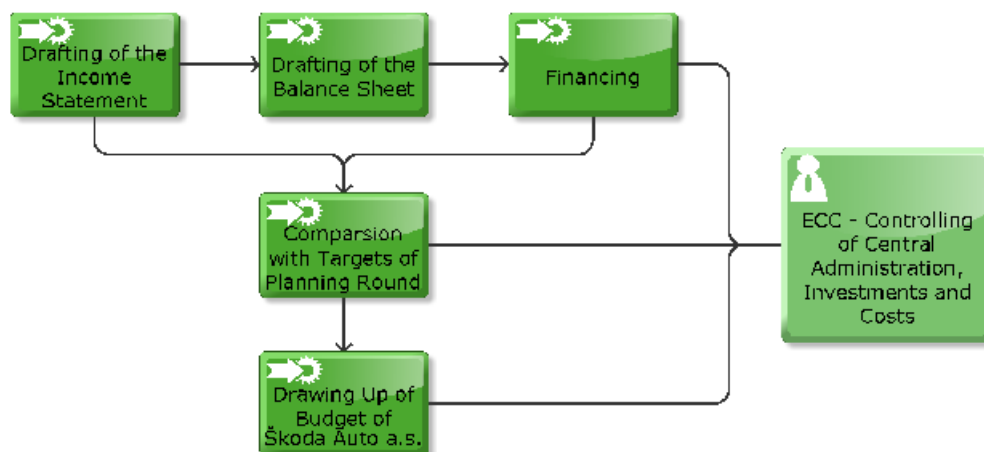 Drafting of the
Income
Statement
Drafting of the
Balance Sheet
Financing
Comparsion
with Targets of
Planning Round
ECC - Controlling
of Central
Administration,
Investments and
Costs
Drawing Up of
Budget of
Škoda Auto a.s.